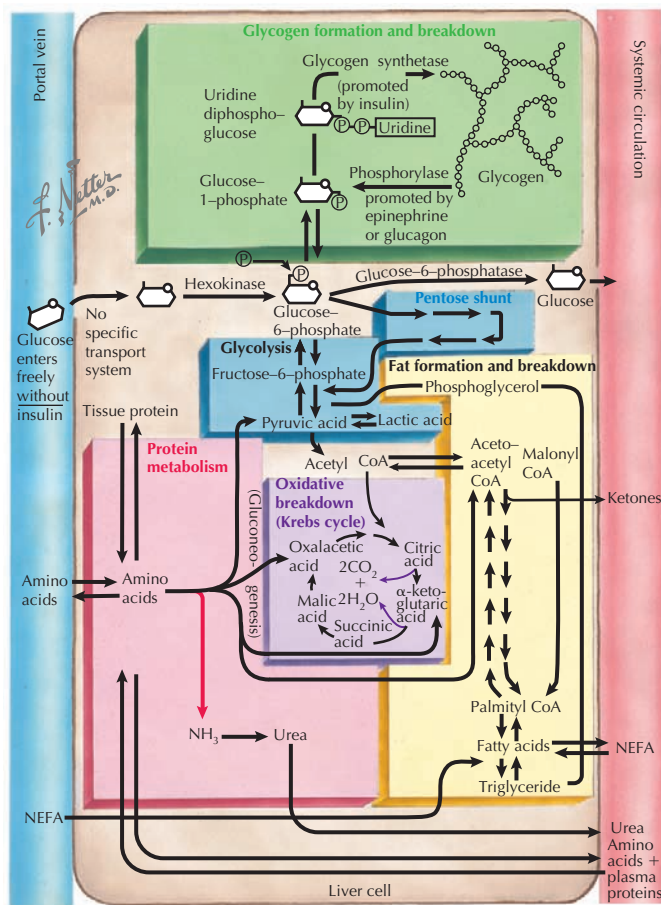 Portal vein
Systemic circulation
Glycogen formation and breakdown
Glycogen synthetase
(promoted
by insulin)
Uridine
diphospho–
glucose
P
P
Uridine
Glucose–
1–phosphate
P
Phosphorylase
promoted by
epinephrine
or glucagon
Glycogen
F. Netter
M.D.
P
P
Hexokinase
Glucose–6–phosphatase
Glucose
Glucose
enters
freely
without
insulin
No
specific
transport
system
Glucose–
6–phosphate
Pentose shunt
Glycolysis
Fructose–6–phosphate
Fat formation and breakdown
Phosphoglycerol
Tissue protein
Pyruvic acid
Lactic acid
Protein
metabolism
Acetyl
CoA
Aceto–
acetyl
CoA
Malonyl
CoA
Ketones
(Gluconeo-
genesis)
Oxidative
breakdown
(Krebs cycle)
Oxalacetic
acid
Citric
acid
2CO2
+
2H2O
α-keto-
glutaric
acid
Malic
acid
Succinic
acid
Amino
acids
Amino
acids
Palmityl CoA
NH3
Urea
Fatty acids
NEFA
Triglyceride
NEFA
Urea
Amino
acids +
plasma
proteins
Liver cell